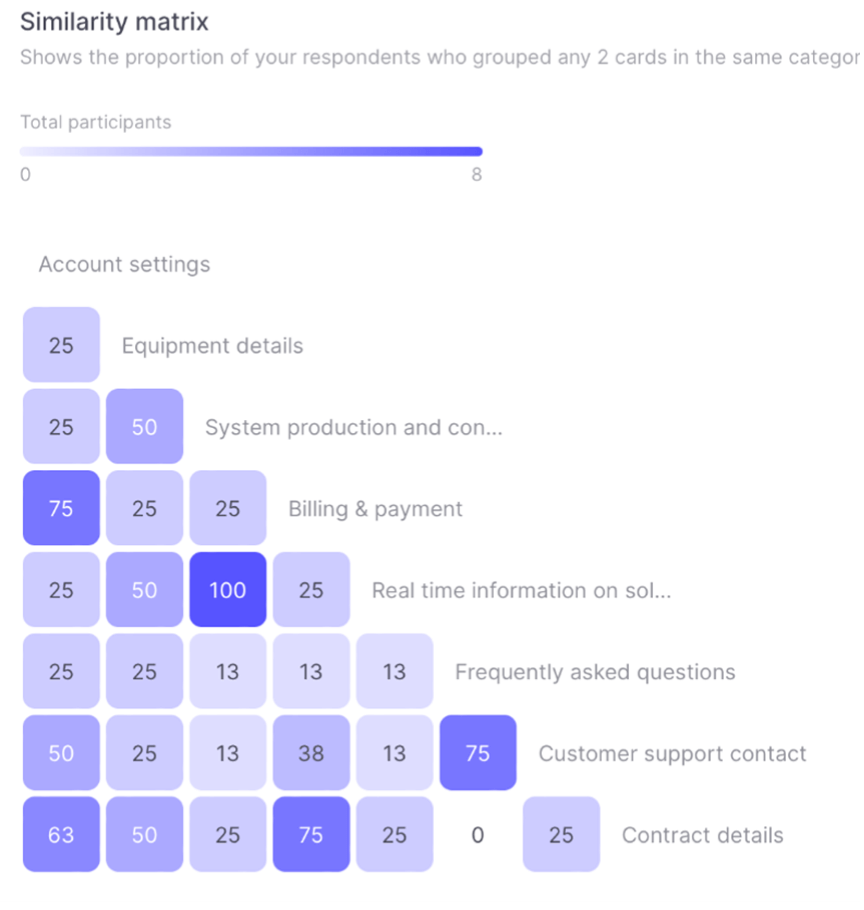 Similarity matrix
Shows the proportion of your respondents who grouped any 2 cards in the same categor
Total participants
0 8
Account settings
25 Equipment details
25 50 System production and con...
75 25 25 Billing & payment
25 50 100 25 Real time information on sol...
25 25 13 13 13 Frequently asked questions
50 25 13 38 13 75 Customer support contact
63 50 25 75 25 0 25 Contract details